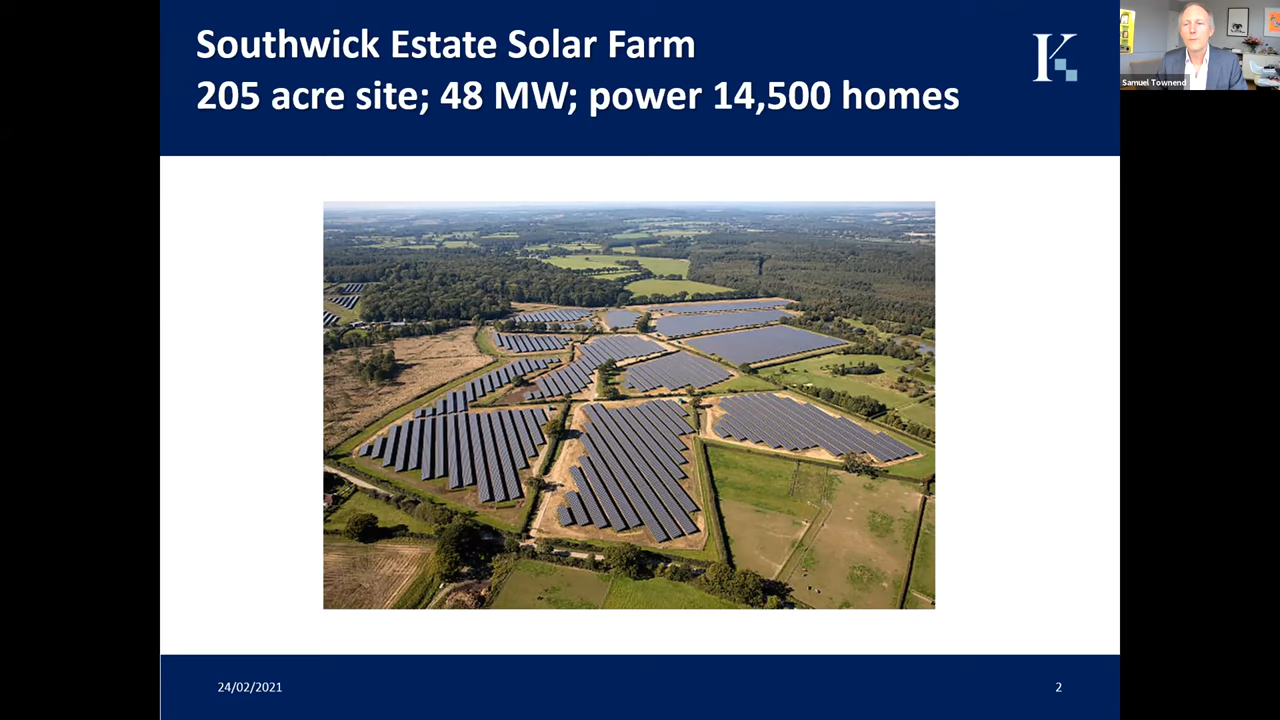 Southwick Estate Solar Farm
205 acre site; 48 MW; power 14,500 homes
K
Samuel Townend
24/02/2021
2